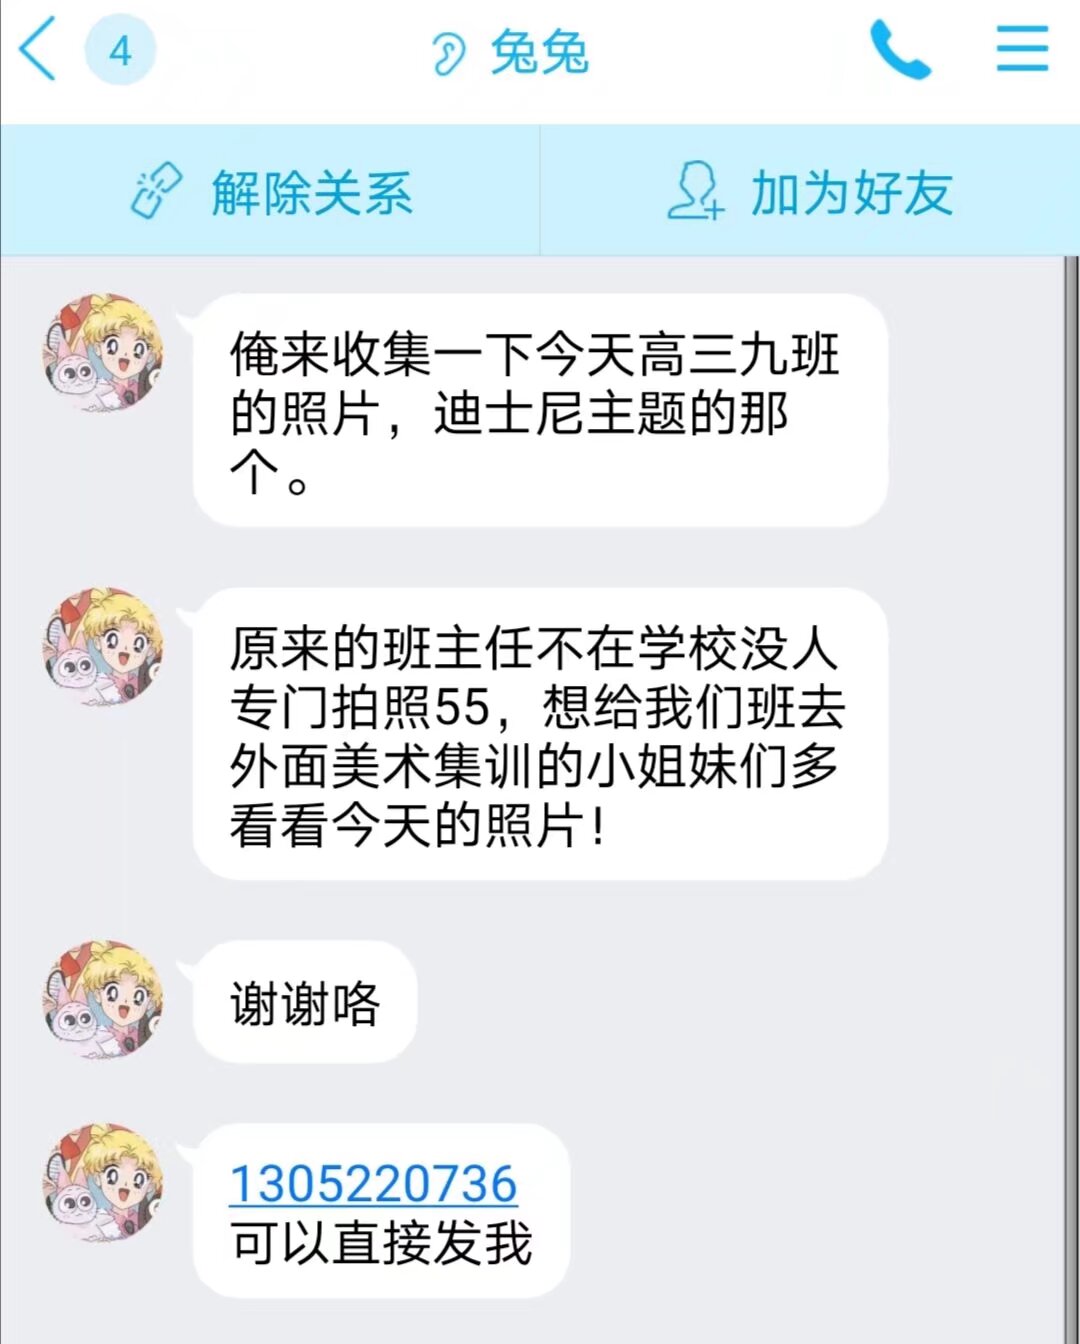 4
兔兔
解除关系
加为好友
俺来收集一下今天高三九班
的照片，迪士尼主题的那
个。
原来的班主任不在学校没人
专门拍照55，想给我们班去
外面美术集训的小姐妹们多
看看今天的照片！
谢谢咯
1305220736
可以直接发我